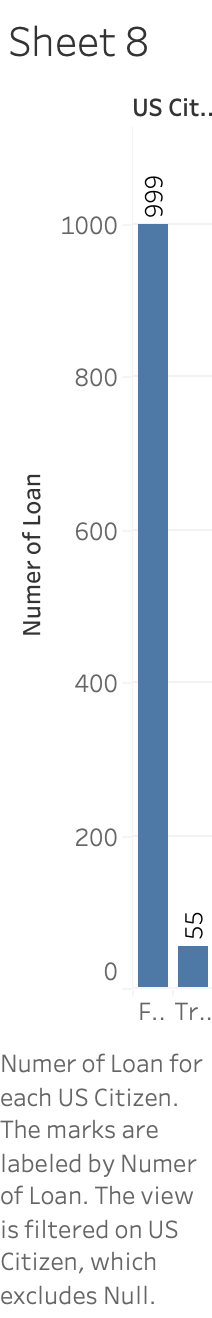 Sheet 8
US Cit..
999
1000
800
600
400
200
0
Numer of Loan
55
F.. Tr..
Numer of Loan for
each US Citizen.
The marks are
labeled by Numer
of Loan. The view
is filtered on US
Citizen, which
excludes Null.